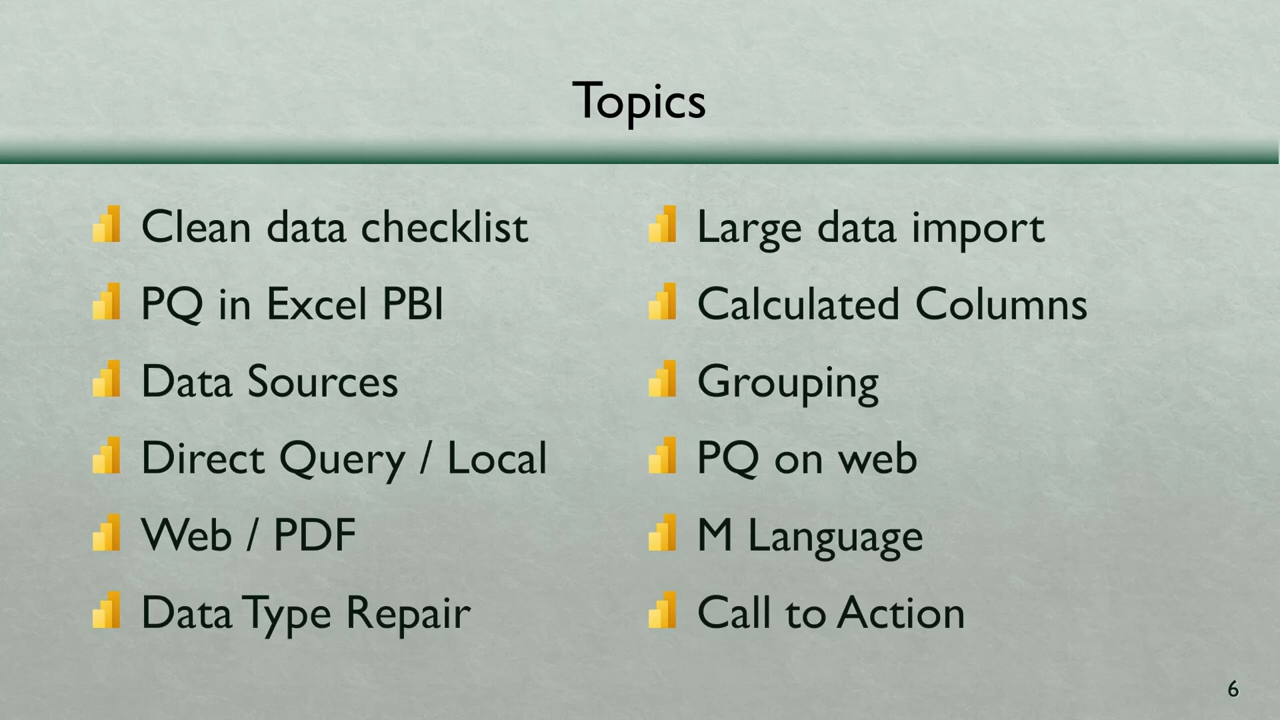 Topics
Clean data checklist
PQ in Excel PBI
Data Sources
Direct Query / Local
Web / PDF
Data Type Repair
Large data import
Calculated Columns
Grouping
PQ on web
M Language
Call to Action
6